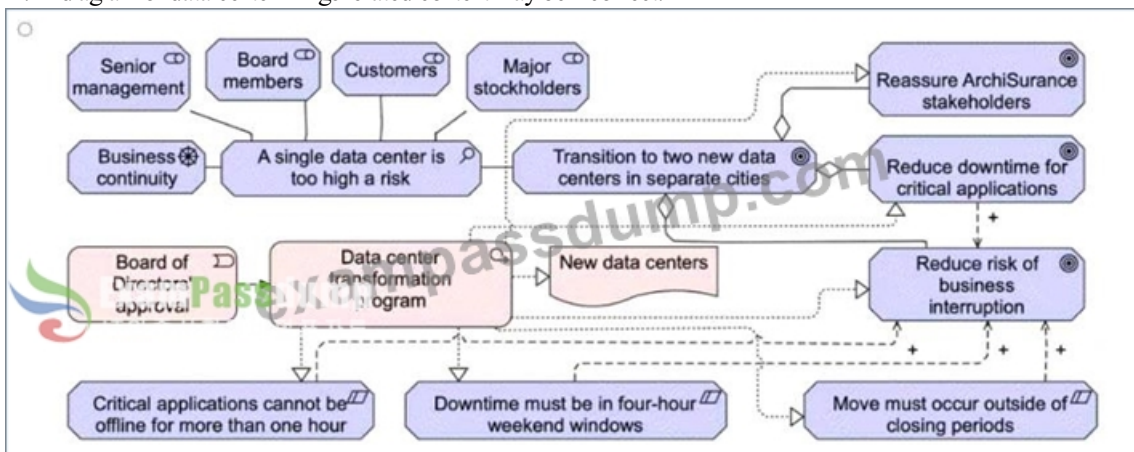 Senior
management
Board
members
Customers
Major
stockholders
Reassure ArchiSurance
stakeholders
Business
continuity
A single data center is
too high a risk
Transition to two new data
centers in separate cities
Reduce downtime for
critical applications
+
Board of
Directoral
approval
Data center
transformation
program
New data centers
Reduce risk of
business
interruption
+
+
+
Critical applications cannot be
offline for more than one hour
Downtime must be in four-hour
weekend windows
Move must occur outside of
closing periods
exampassdump.com